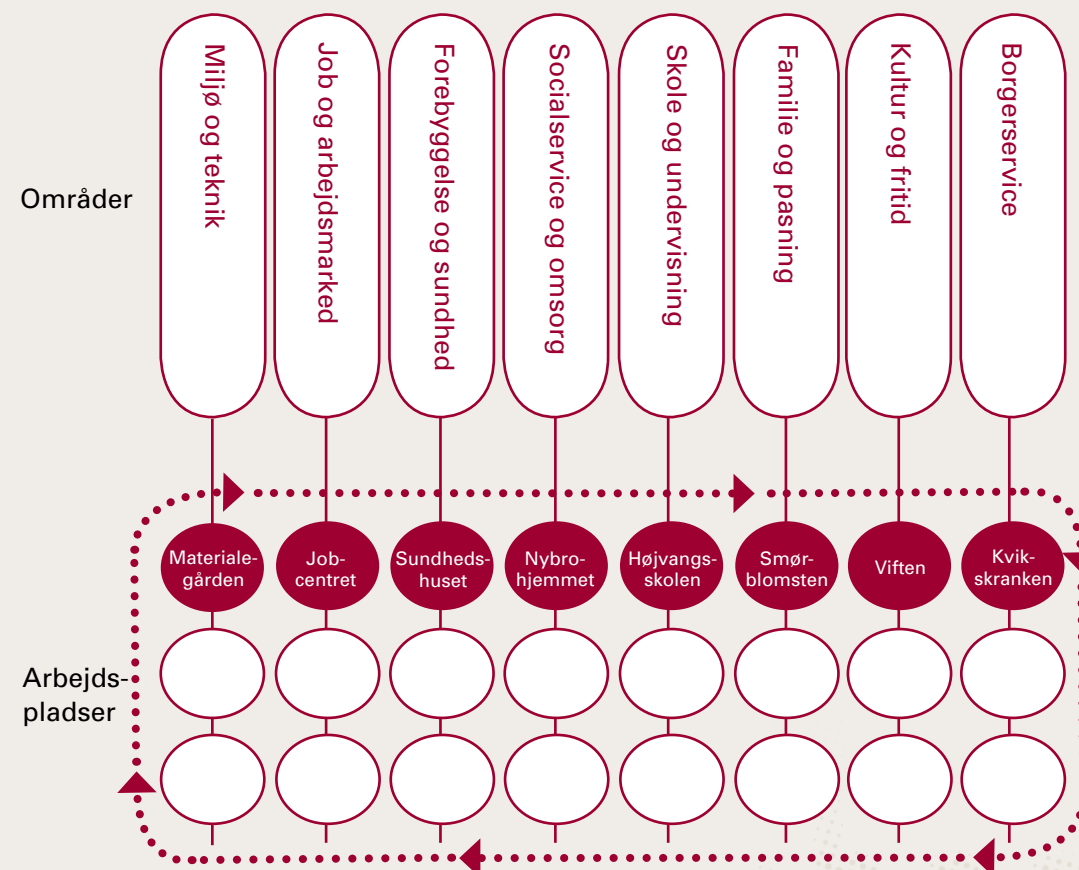 Miljø og teknik
Job og arbejdsmarked
Forebyggelse og sundhed
Socialservice og omsorg
Skole og undervisning
Familie og pasning
Kultur og fritid
Borgerservice
Områder
Materiale-
gården
Job-
centret
Sundheds-
huset
Nybro-
hjemmet
Højvangs-
skolen
Smør-
blomsten
Viften
Kvik-
skranken
Arbejds-
pladser